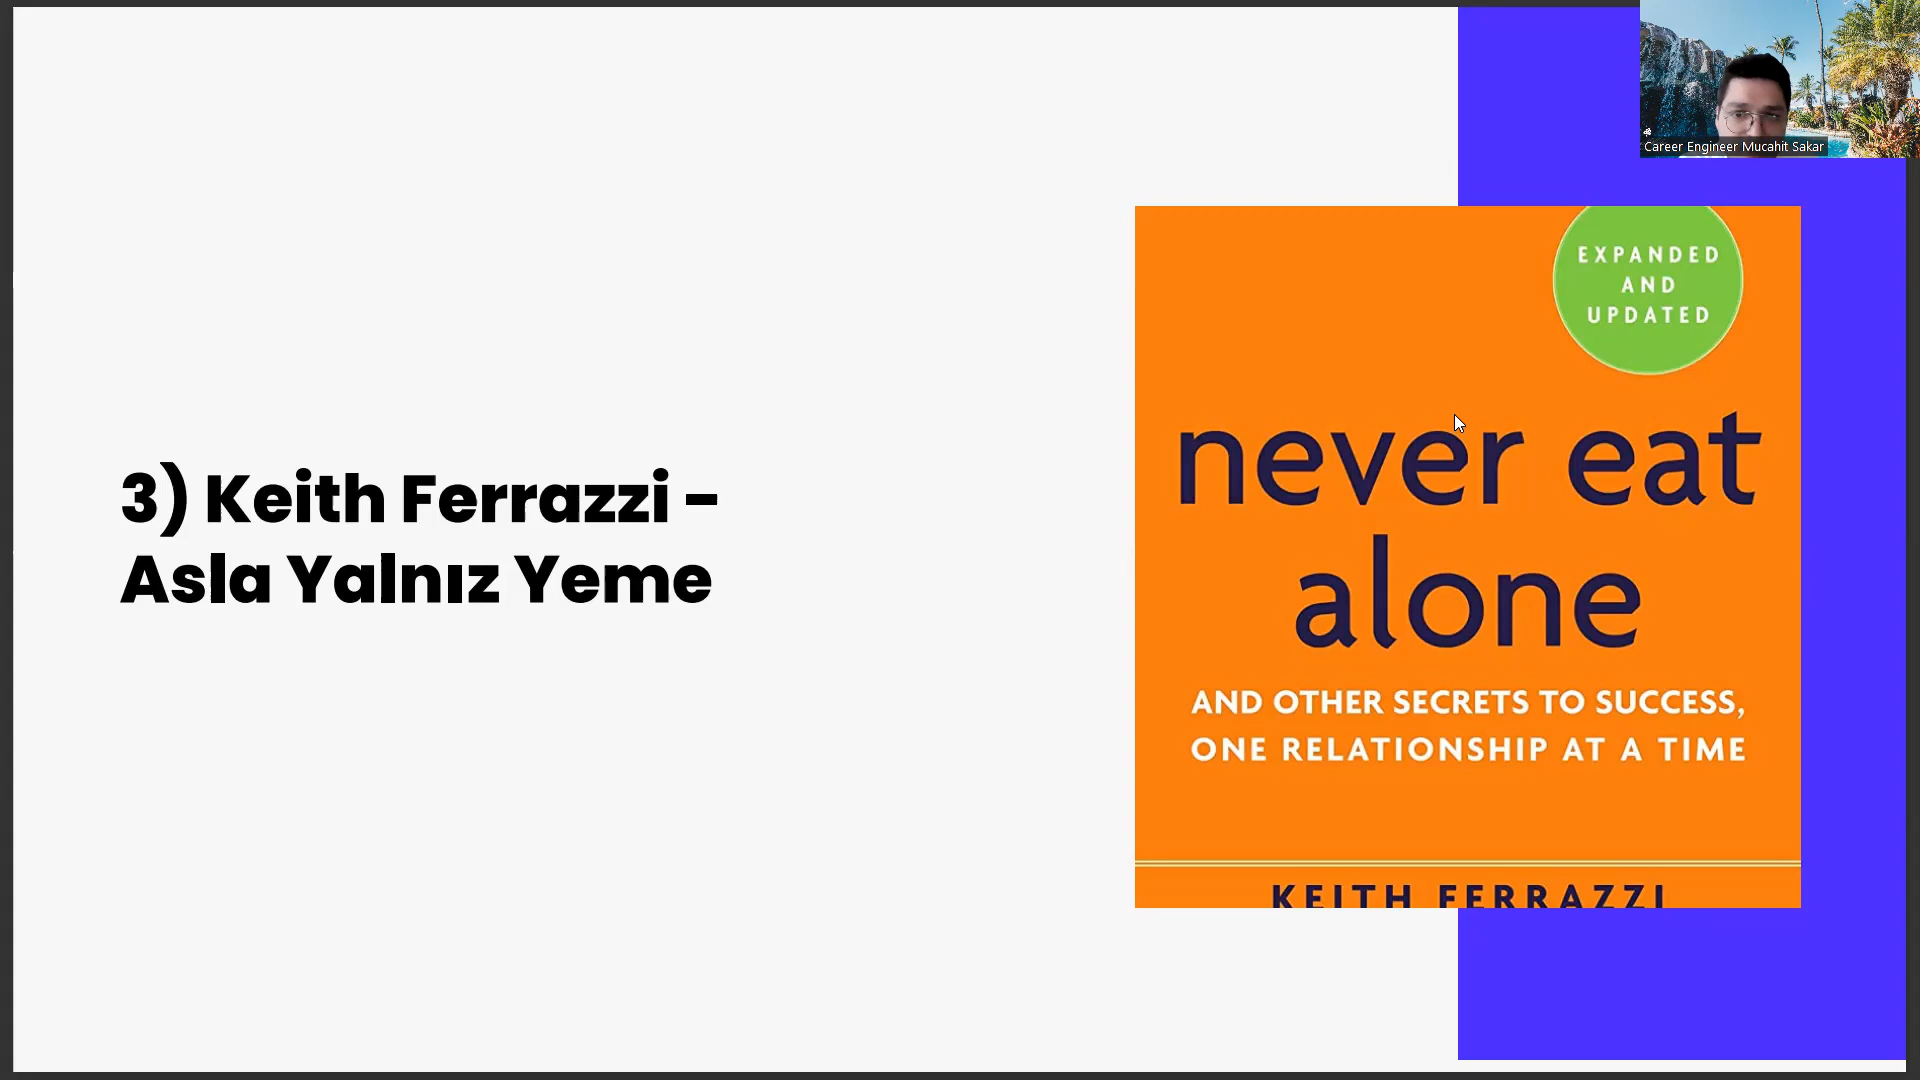 Career Engineer Mucahit Sakar
3) Keith Ferrazzi –
Asla Yalnız Yeme
EXPANDED
AND
UPDATED
never eat
alone
AND OTHER SECRETS TO SUCCESS,
ONE RELATIONSHIP AT A TIME
KEITH FERRAZZI